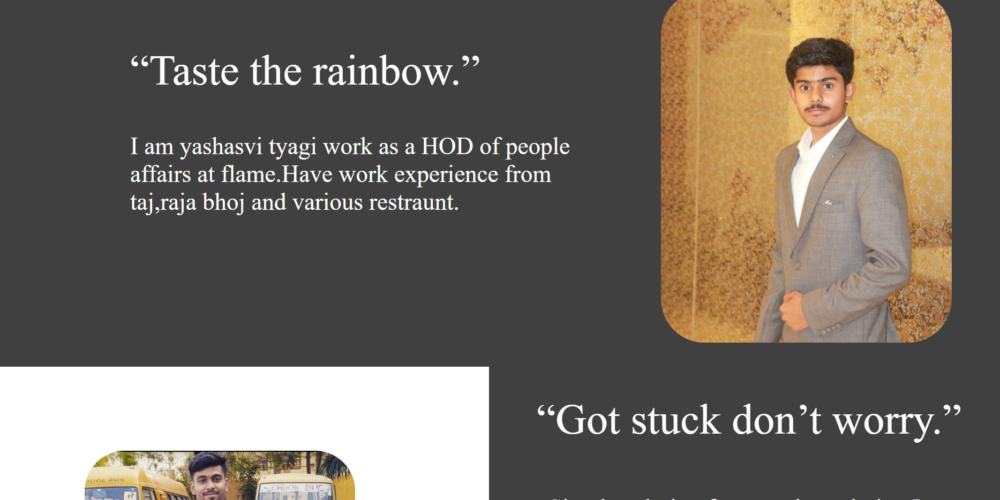 “Taste the rainbow.”
I am yashasvi tyagi work as a HOD of people
affairs at flame.Have work experience from
taj,raja bhoj and various restraunt.
“Got stuck don’t worry.”
HOOL BUS
SCHOOL BUS